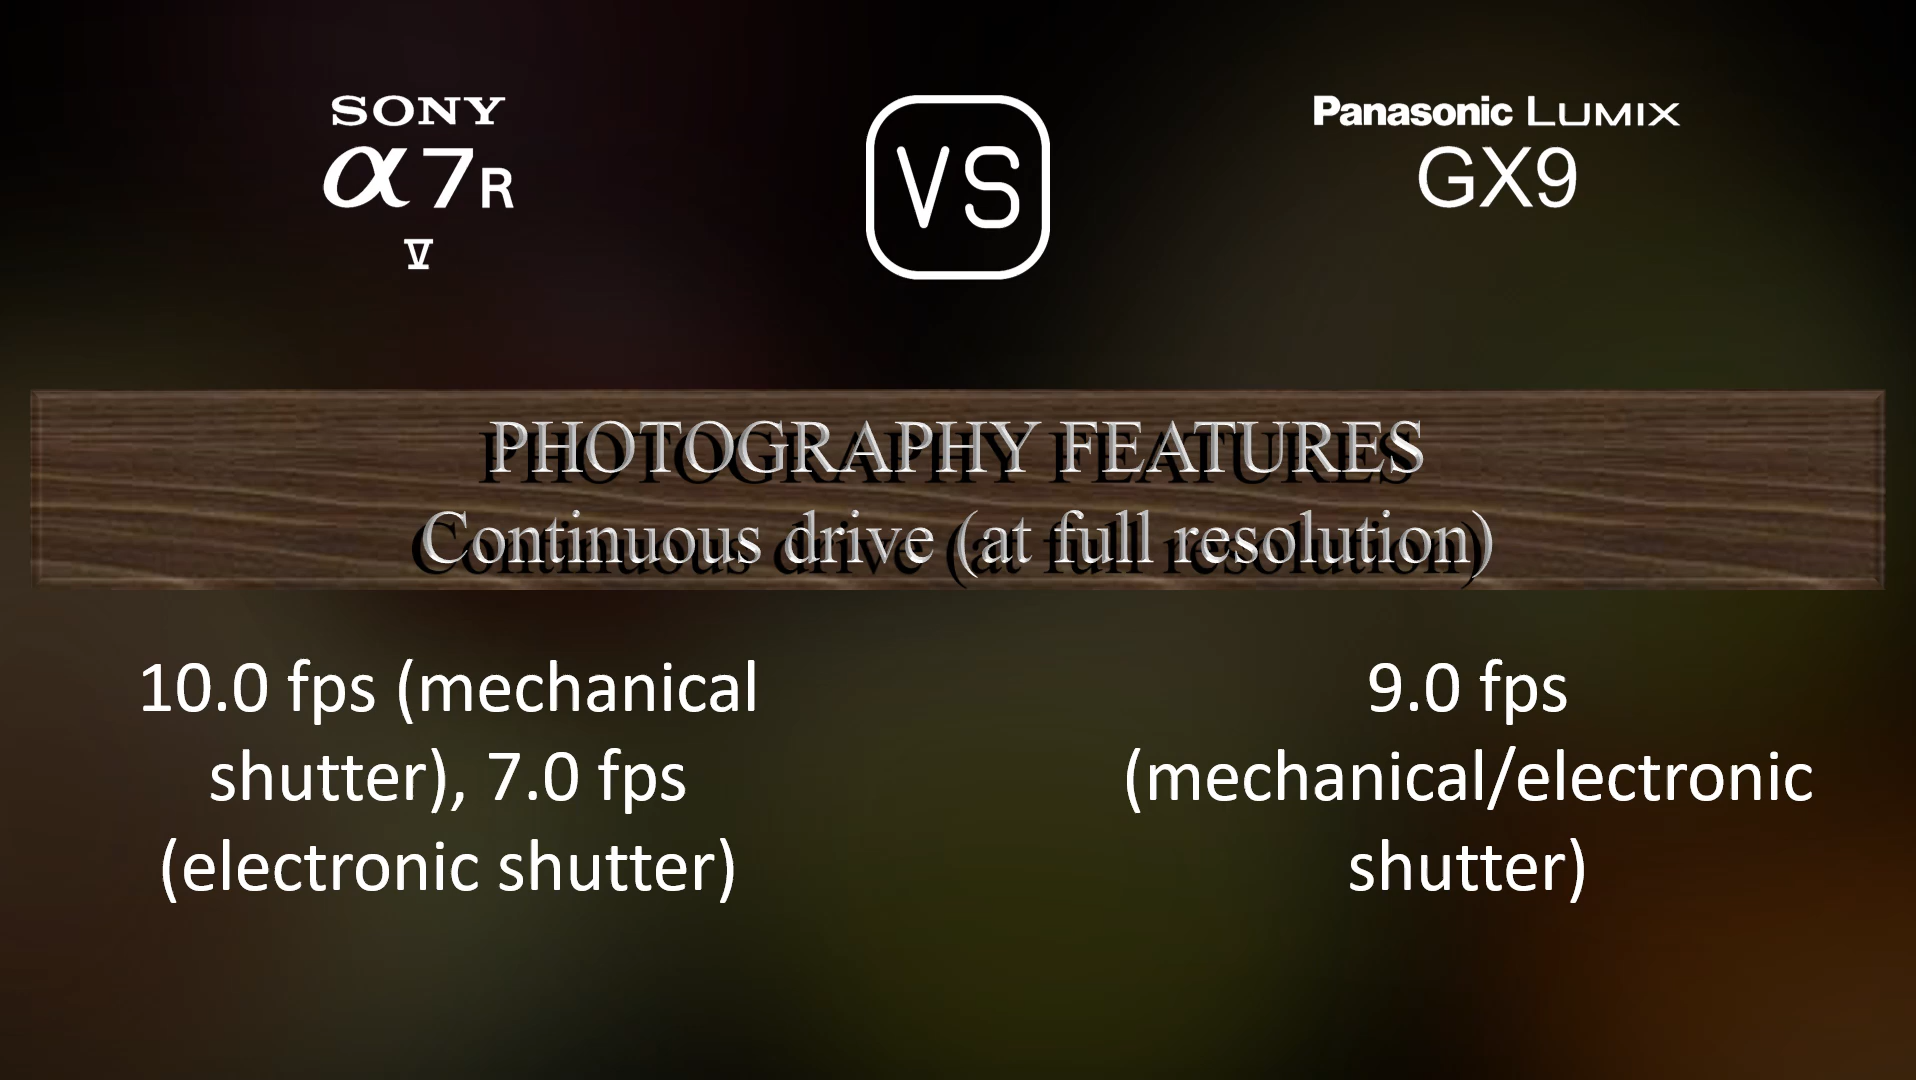 SONY
α7R
V
VS
Panasonic LUMIX
GX9
PHOTOGRAPHY FEATURES
Continuous drive (at full resolution)
10.0 fps (mechanical
shutter), 7.0 fps
(electronic shutter)
9.0 fps
(mechanical/electronic
shutter)